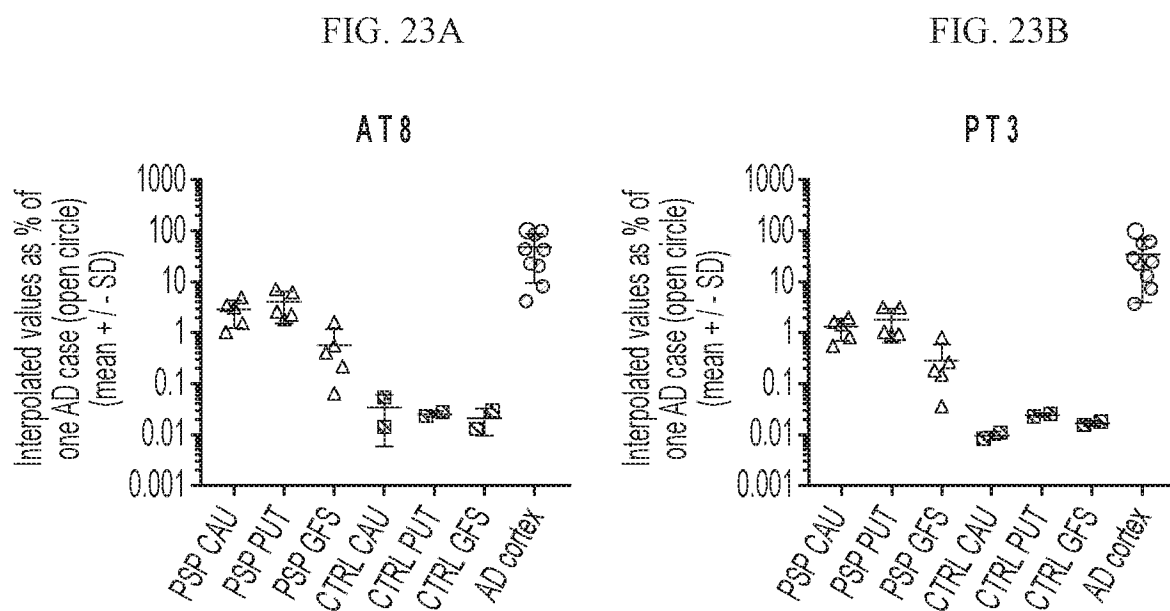 FIG. 23A
AT8
Interpolated values as % of
one AD case (open circle)
(mean + / - SD)
1000
100
10
1
0.1
0.01
0.001
PSP CAU
PSP PUT
PSP GFS
CTRL CAU
CTRL PUT
CTRL GFS
AD cortex
FIG. 23B
PT3
Interpolated values as % of
one AD case (open circle)
(mean + / - SD)
1000
100
10
1
0.1
0.01
0.001
PSP CAU
PSP PUT
PSP GFS
CTRL CAU
CTRL PUT
CTRL GFS
AD cortex